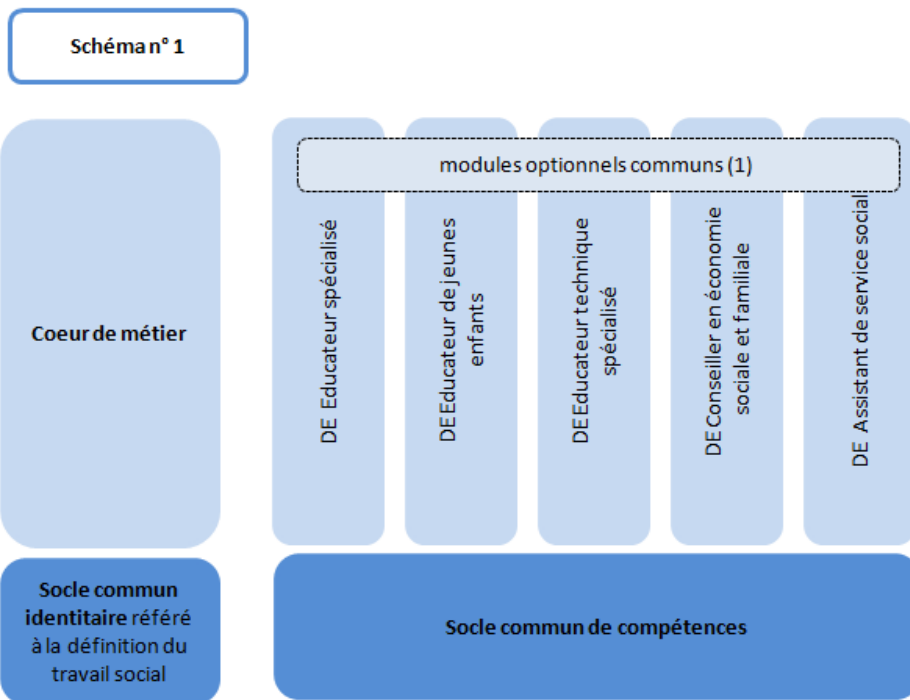 Schéma n° 1
modules optionnels communs (1)
Coeur de métier
DE Educateur spécialisé
DE Educateur de jeunes
enfants
DE Educateur technique
spécialisé
DE Conseiller en économie
sociale et familiale
DE Assistant de service social
Socle commun
identitaire référé
à la définition du
travail social
Socle commun de compétences